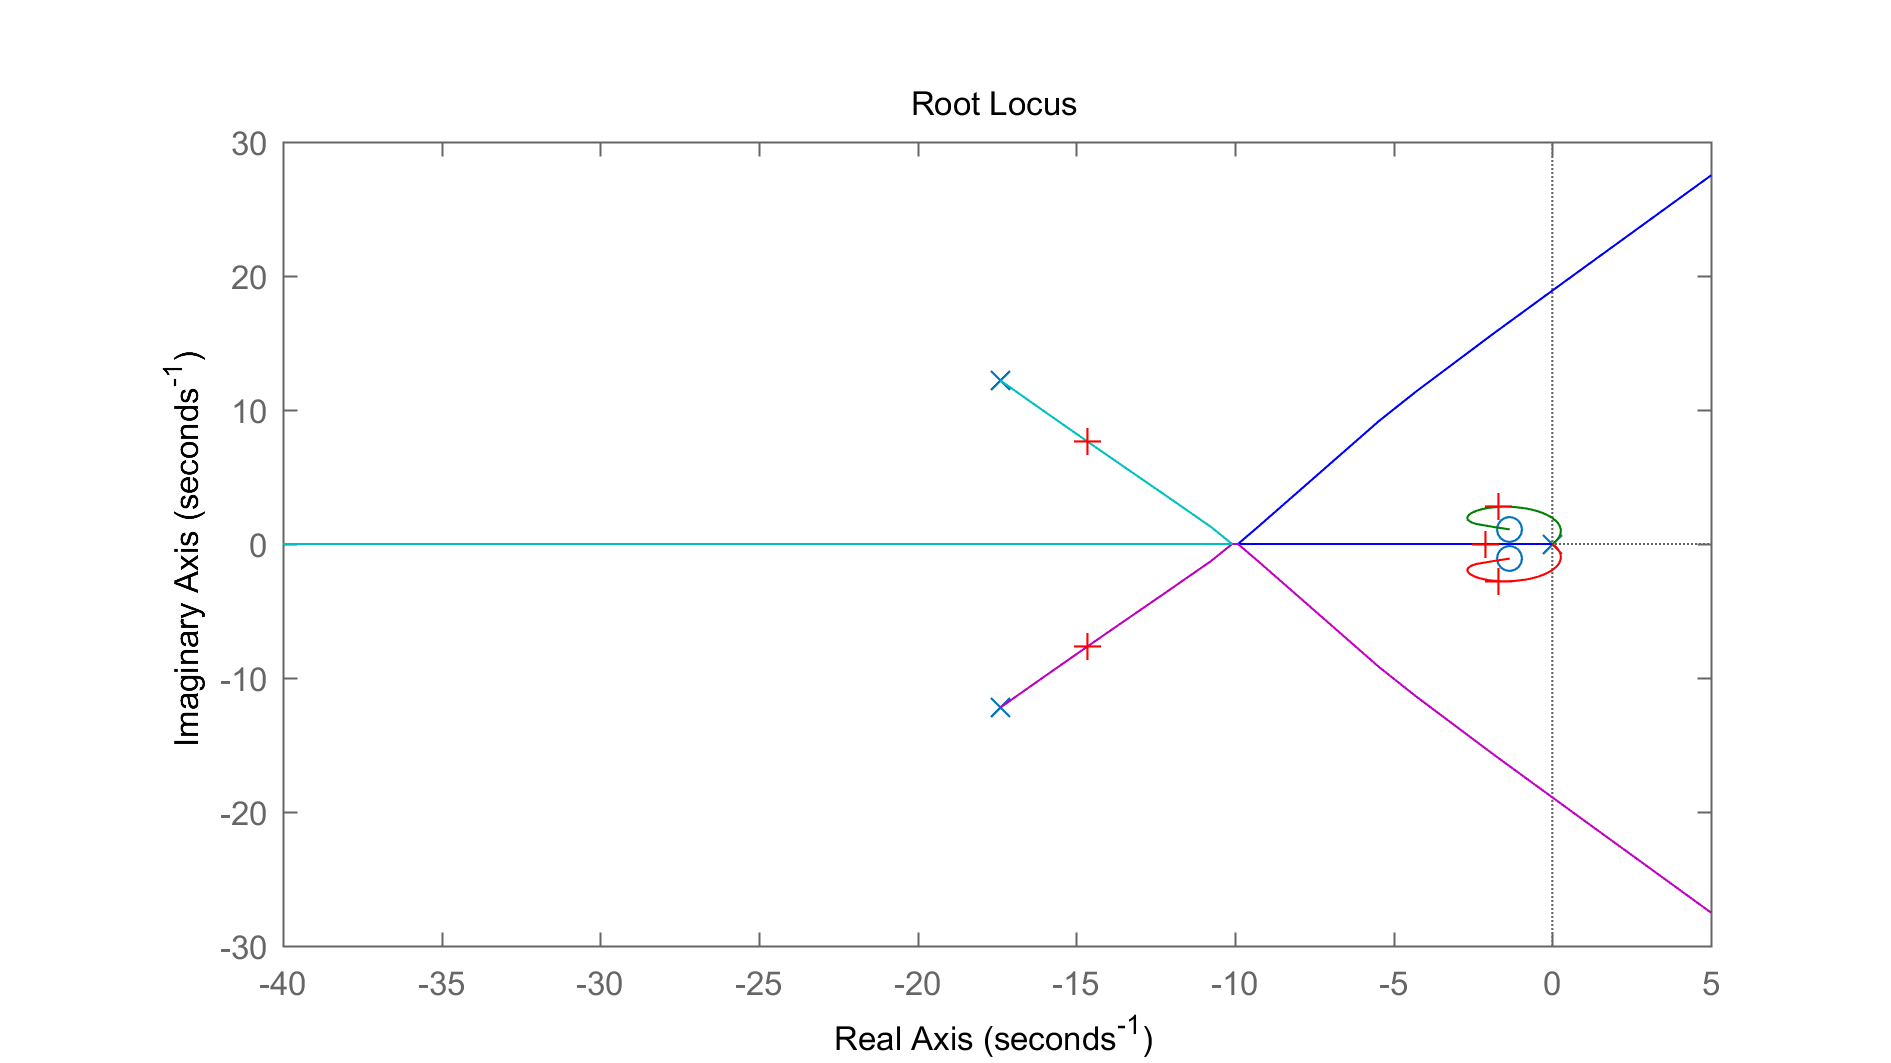 Root Locus
30
20
10
0
-10
-20
-30
Imaginary Axis (seconds⁻¹)
-40 -35 -30 -25 -20 -15 -10 -5 0 5
Real Axis (seconds⁻¹)